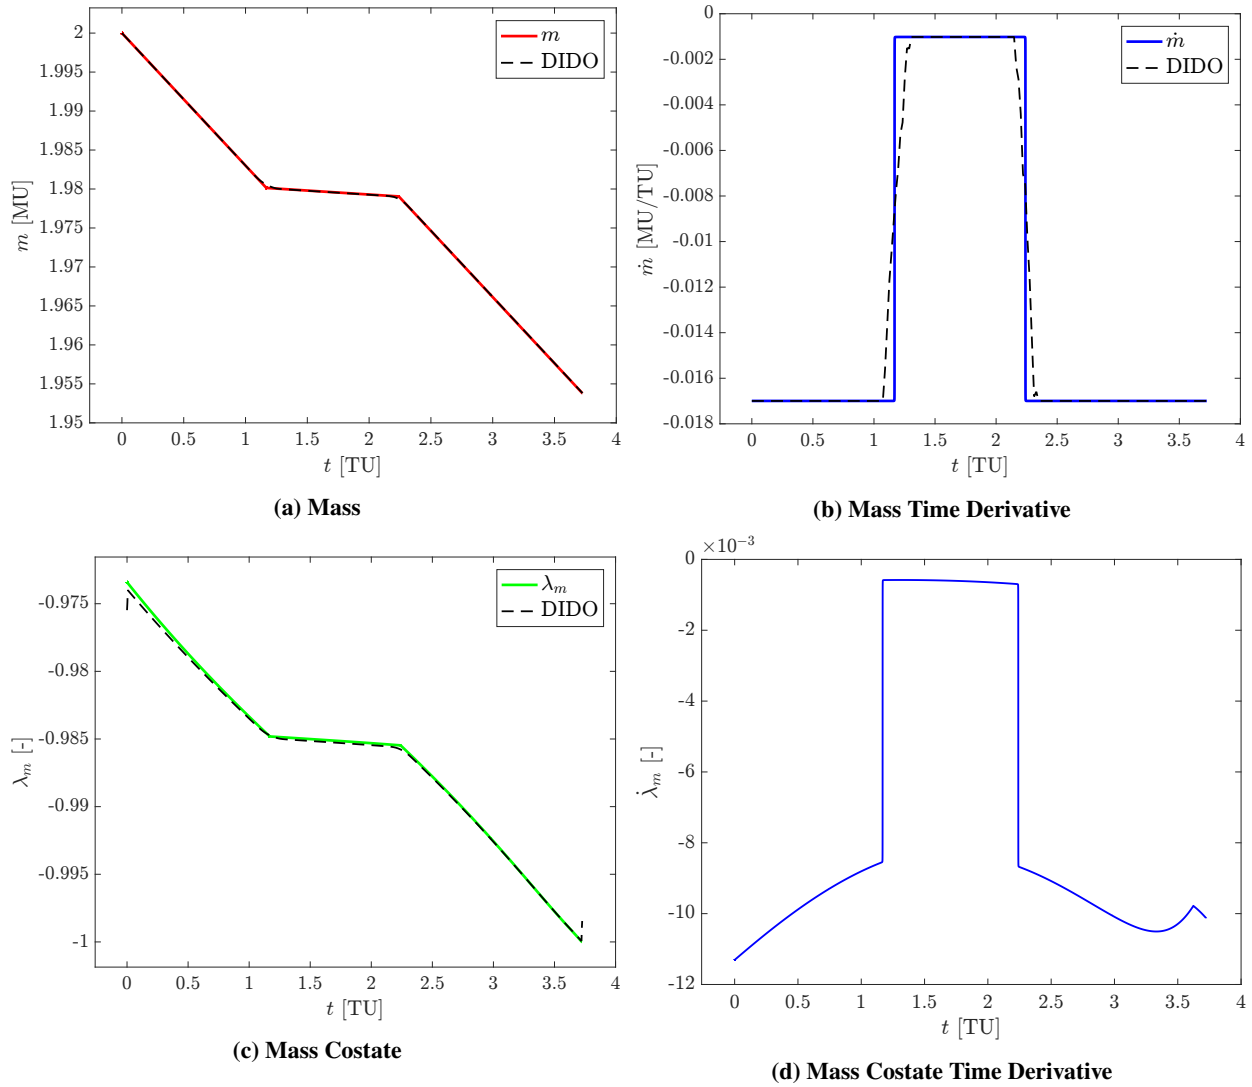 2
1.995
1.99
1.985
1.98
1.975
1.97
1.965
1.96
1.955
1.95
m [MU]
m
DIDO
0 0.5 1 1.5 2 2.5 3 3.5 4
t [TU]
(a) Mass
0
-0.002
-0.004
-0.006
-0.008
-0.01
-0.012
-0.014
-0.016
-0.018
ṁ [MU/TU]
ṁ
DIDO
0 0.5 1 1.5 2 2.5 3 3.5 4
t [TU]
(b) Mass Time Derivative
-0.975
-0.98
-0.985
-0.99
-0.995
-1
λₘ [-]
λₘ
DIDO
0 0.5 1 1.5 2 2.5 3 3.5 4
t [TU]
(c) Mass Costate
×10⁻³
0
-2
-4
-6
-8
-10
-12
λ̇ₘ [-]
0 0.5 1 1.5 2 2.5 3 3.5 4
t [TU]
(d) Mass Costate Time Derivative